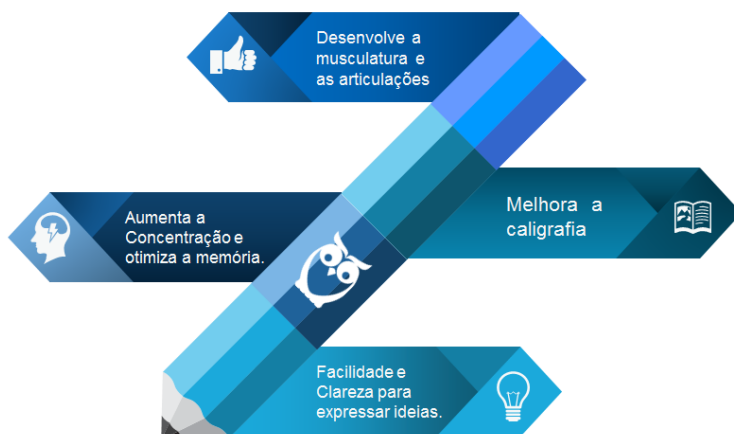 Desenvolve a
musculatura e
as articulações
Aumenta a
Concentração e
otimiza a memória.
Melhora a
caligrafia
Facilidade e
Clareza para
expressar ideias.